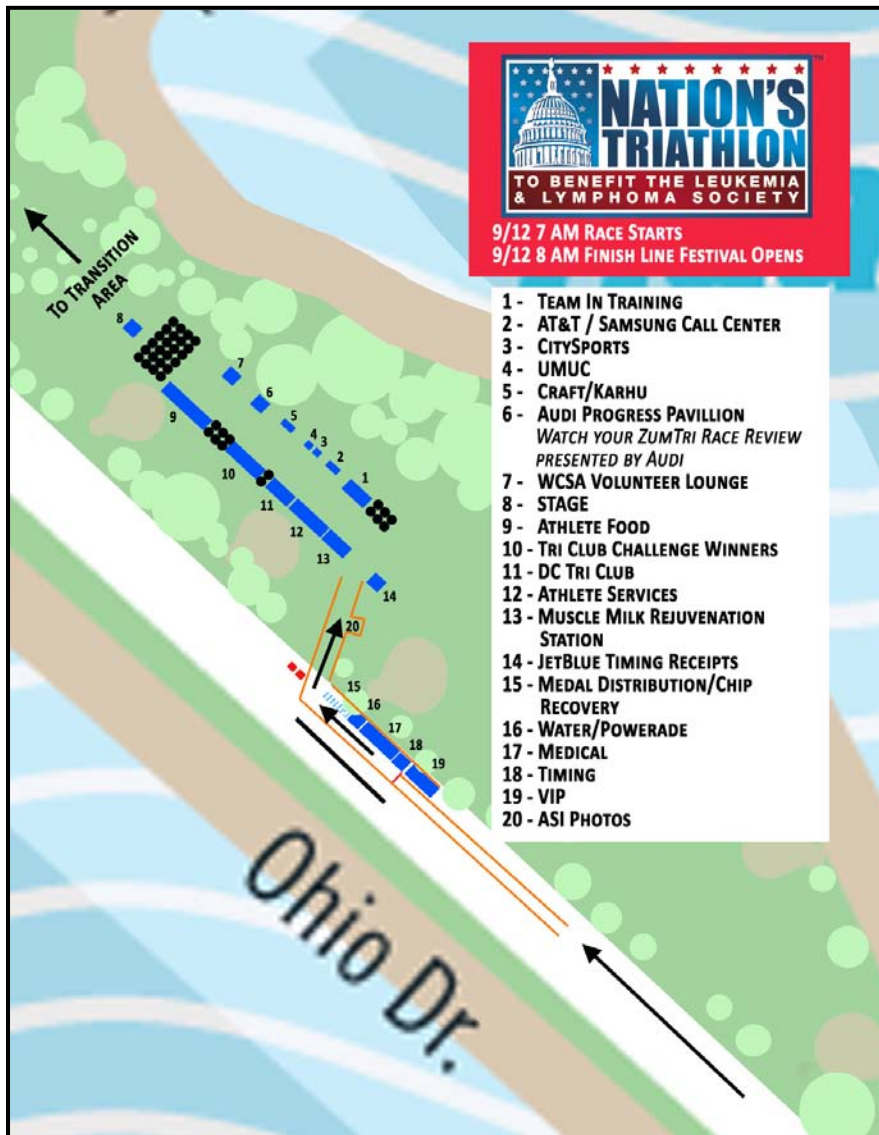 NATION'S
TRIATHLON
TM
TO BENEFIT THE LEUKEMIA
& LYMPHOMA SOCIETY
9/12 7 AM RACE STARTS
9/12 8 AM FINISH LINE FESTIVAL OPENS
1 - TEAM IN TRAINING
2 - AT&T / SAMSUNG CALL CENTER
3 - CITYSPORTS
4 - UMUC
5 - CRAFT/KARHU
6 - AUDI PROGRESS PAVILLION
WATCH YOUR ZUMTRI RACE REVIEW
PRESENTED BY AUDI
7 - WCSA VOLUNTEER LOUNGE
8 - STAGE
9 - ATHLETE FOOD
10 - TRI CLUB CHALLENGE WINNERS
11 - DC TRI CLUB
12 - ATHLETE SERVICES
13 - MUSCLE MILK REJUVENATION
STATION
14 - JETBLUE TIMING RECEIPTS
15 - MEDAL DISTRIBUTION/CHIP
RECOVERY
16 - WATER/POWERADE
17 - MEDICAL
18 - TIMING
19 - VIP
20 - ASI PHOTOS
TO TRANSITION
AREA
8
7
6
5
4
3
2
1
9
10
11
12
13
14
20
15
16
17
18
19
Ohio Dr.